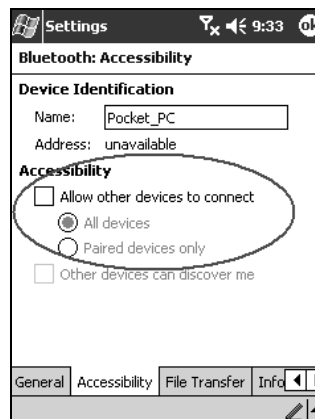 Settings 9:33 ok
Bluetooth: Accessibility
Device Identification
Name: Pocket_PC
Address: unavailable
Accessibility
Allow other devices to connect
All devices
Paired devices only
Other devices can discover me
General Accessibility File Transfer Info